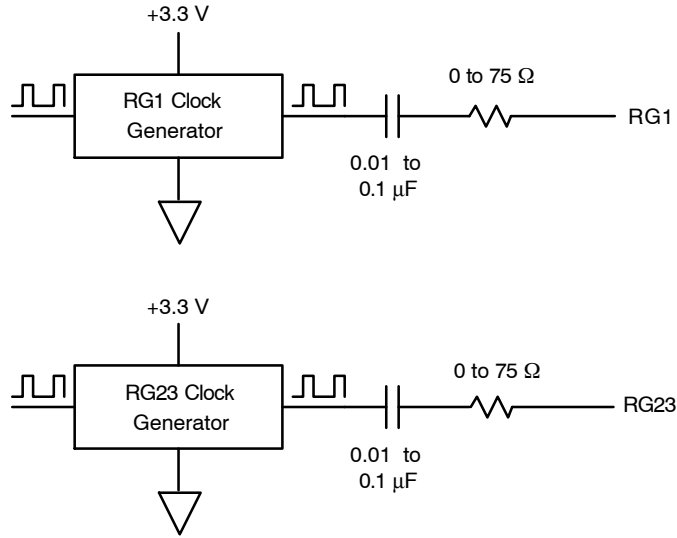 +3.3 V
0 to 75 Ω
RG1 Clock
Generator
RG1
0.01 to
0.1 μF
+3.3 V
0 to 75 Ω
RG23 Clock
Generator
RG23
0.01 to
0.1 μF